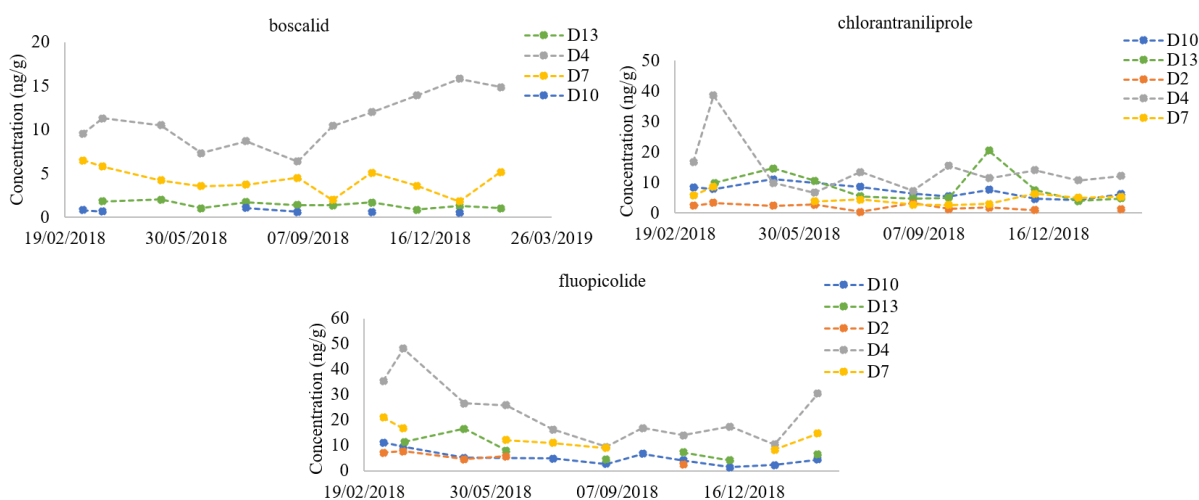 boscalid
Concentration (ng/g)
20
15
10
5
0
19/02/2018 30/05/2018 07/09/2018 16/12/2018 26/03/2019
D13
D4
D7
D10
chlorantraniliprole
Concentration (ng/g)
50
40
30
20
10
0
19/02/2018 30/05/2018 07/09/2018 16/12/2018
D10
D13
D2
D4
D7
fluopicolide
Concentration (ng/g)
60
50
40
30
20
10
0
19/02/2018 30/05/2018 07/09/2018 16/12/2018
D10
D13
D2
D4
D7